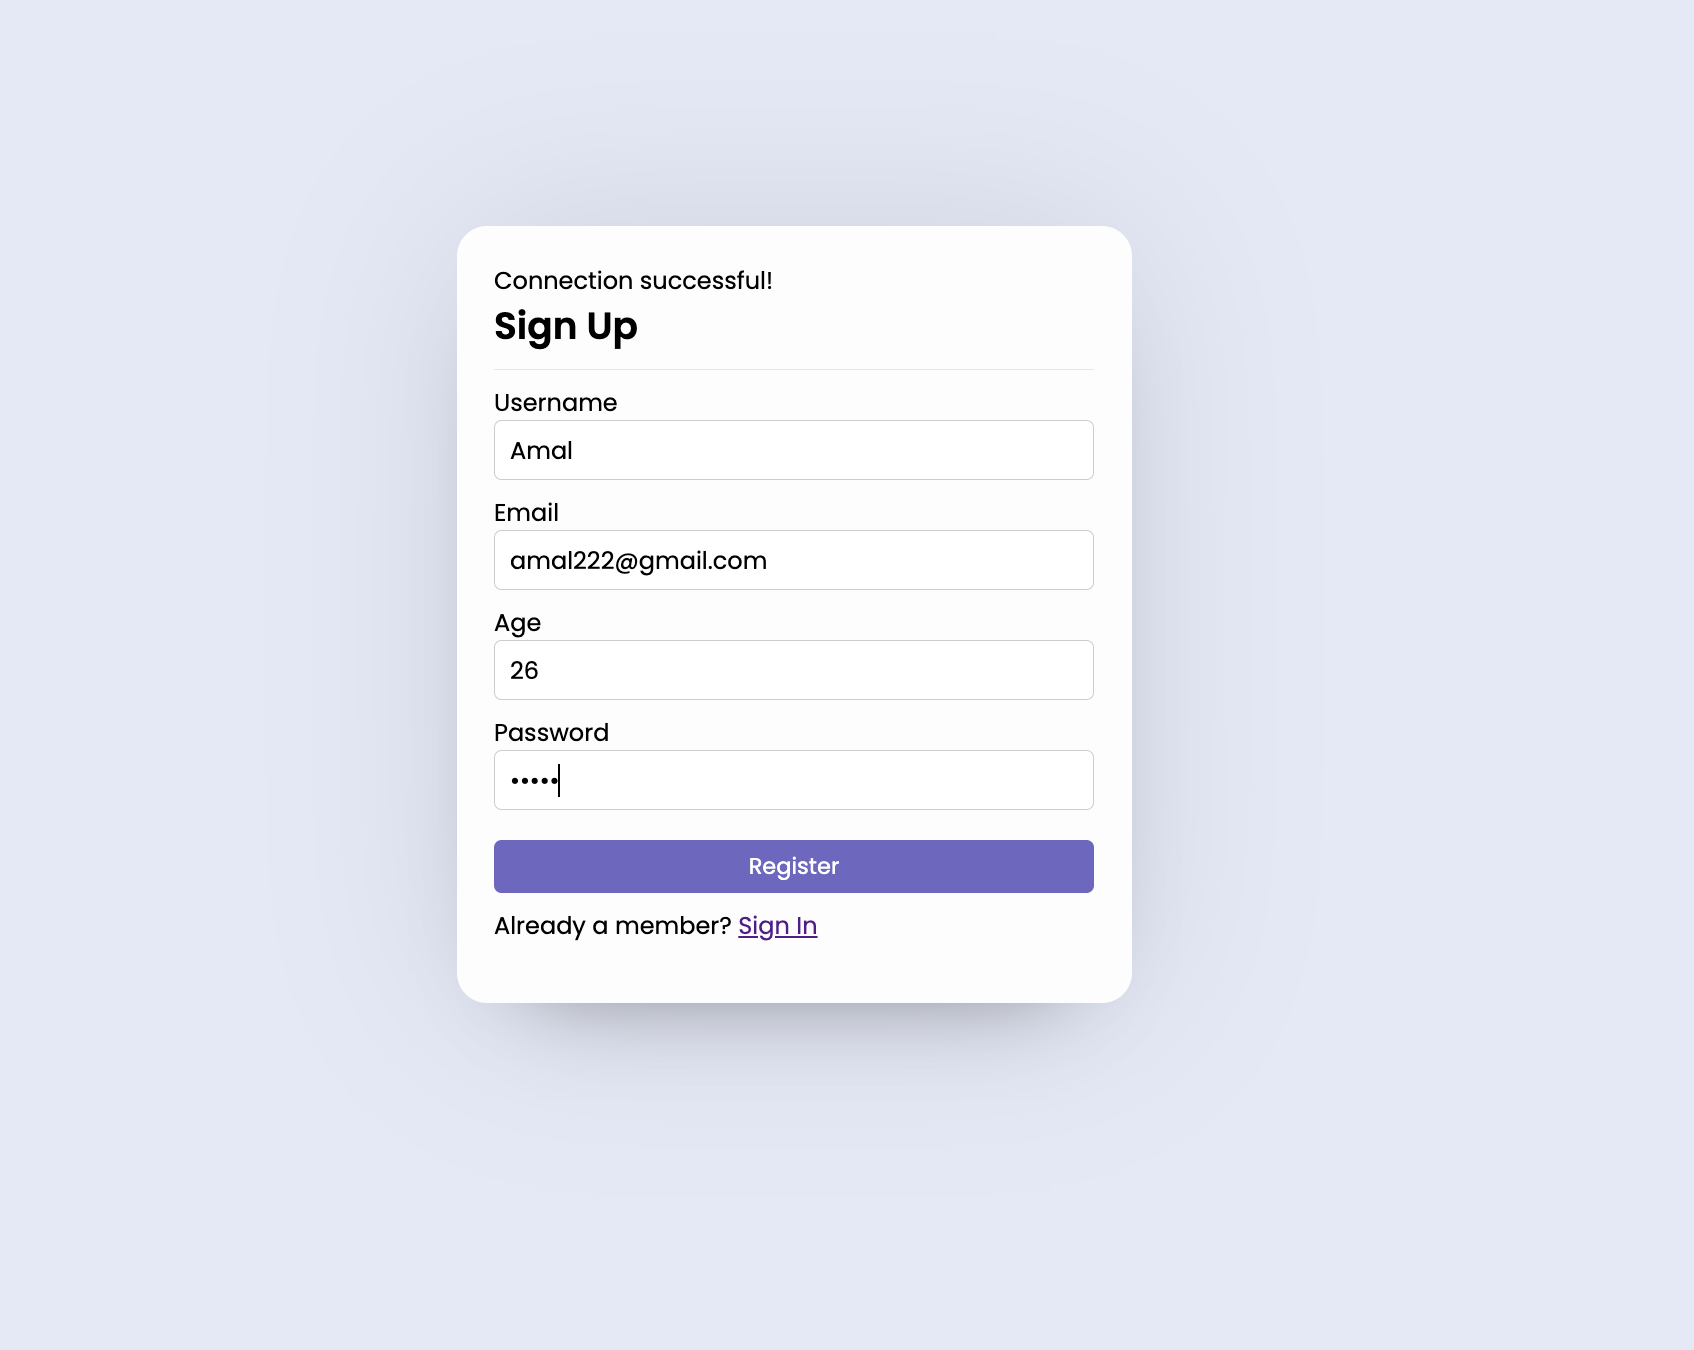 Connection successful!
Sign Up
Username
Amal
Email
amal222@gmail.com
Age
26
Password
•••••
Register
Already a member? Sign In